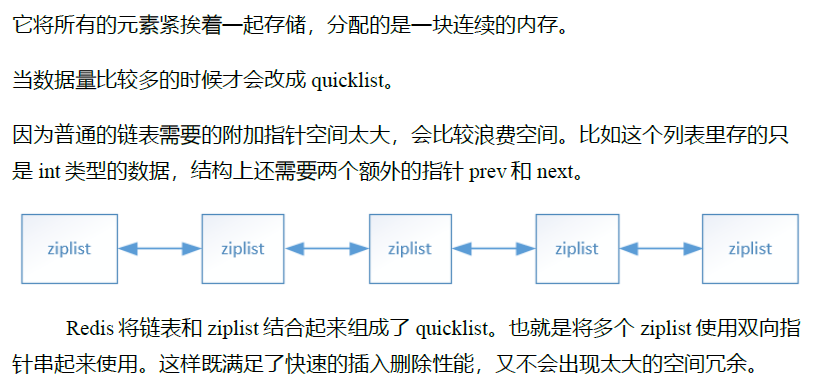 它将所有的元素紧挨着一起存储，分配的是一块连续的内存。
当数据量比较多的时候才会改成 quicklist。
因为普通的链表需要的附加指针空间太大，会比较浪费空间。比如这个列表里存的只
是 int 类型的数据，结构上还需要两个额外的指针 prev 和 next。
ziplist ziplist ziplist ziplist ziplist
Redis 将链表和 ziplist 结合起来组成了 quicklist。也就是将多个 ziplist 使用双向指
针串起来使用。这样既满足了快速的插入删除性能，又不会出现太大的空间冗余。